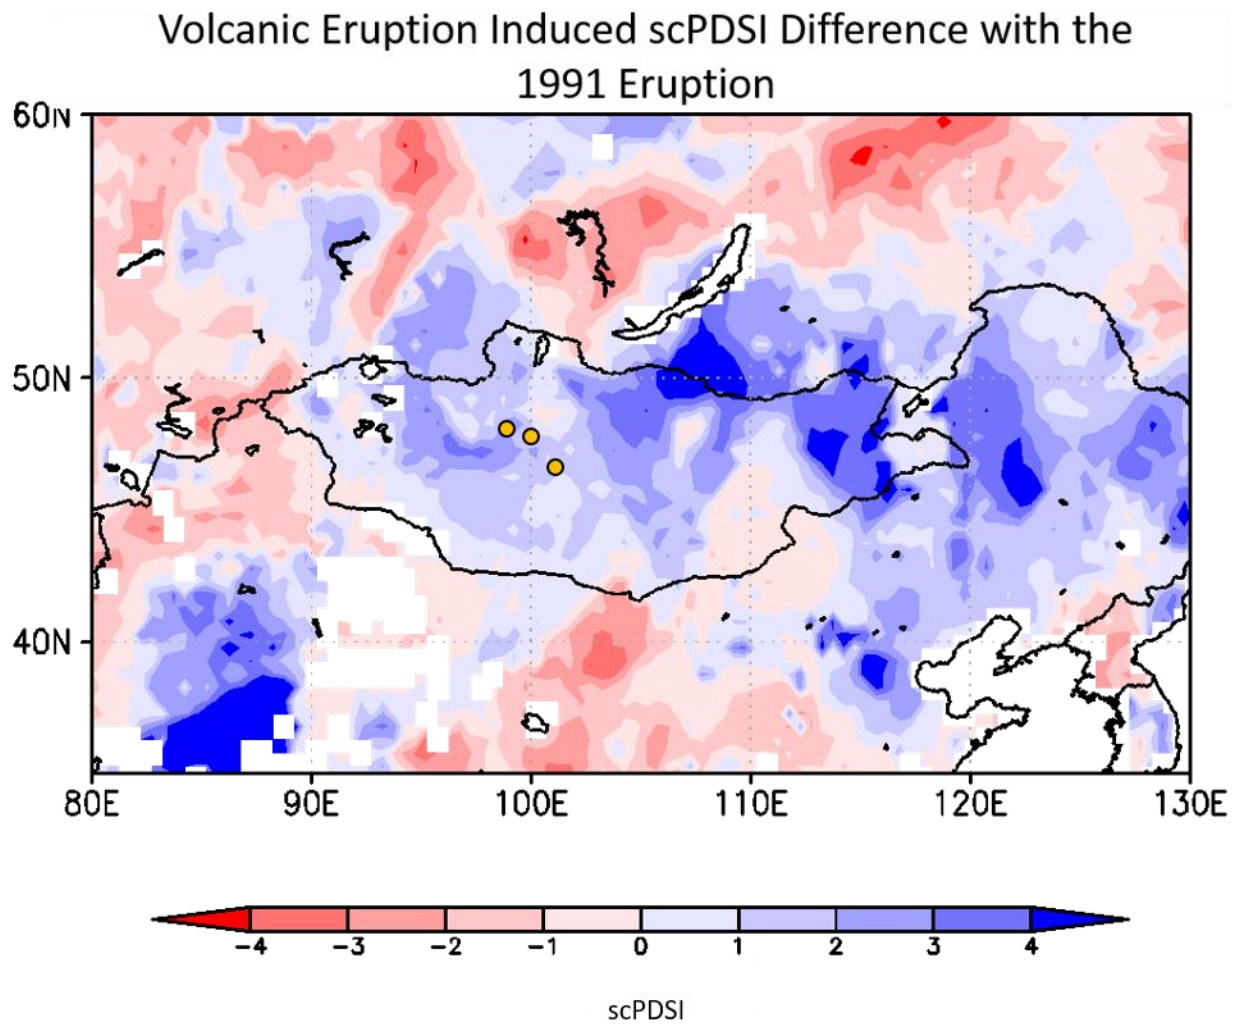 Volcanic Eruption Induced scPDSI Difference with the
1991 Eruption
60N
50N
40N
80E 90E 100E 110E 120E 130E
-4 -3 -2 -1 0 1 2 3 4
scPDSI